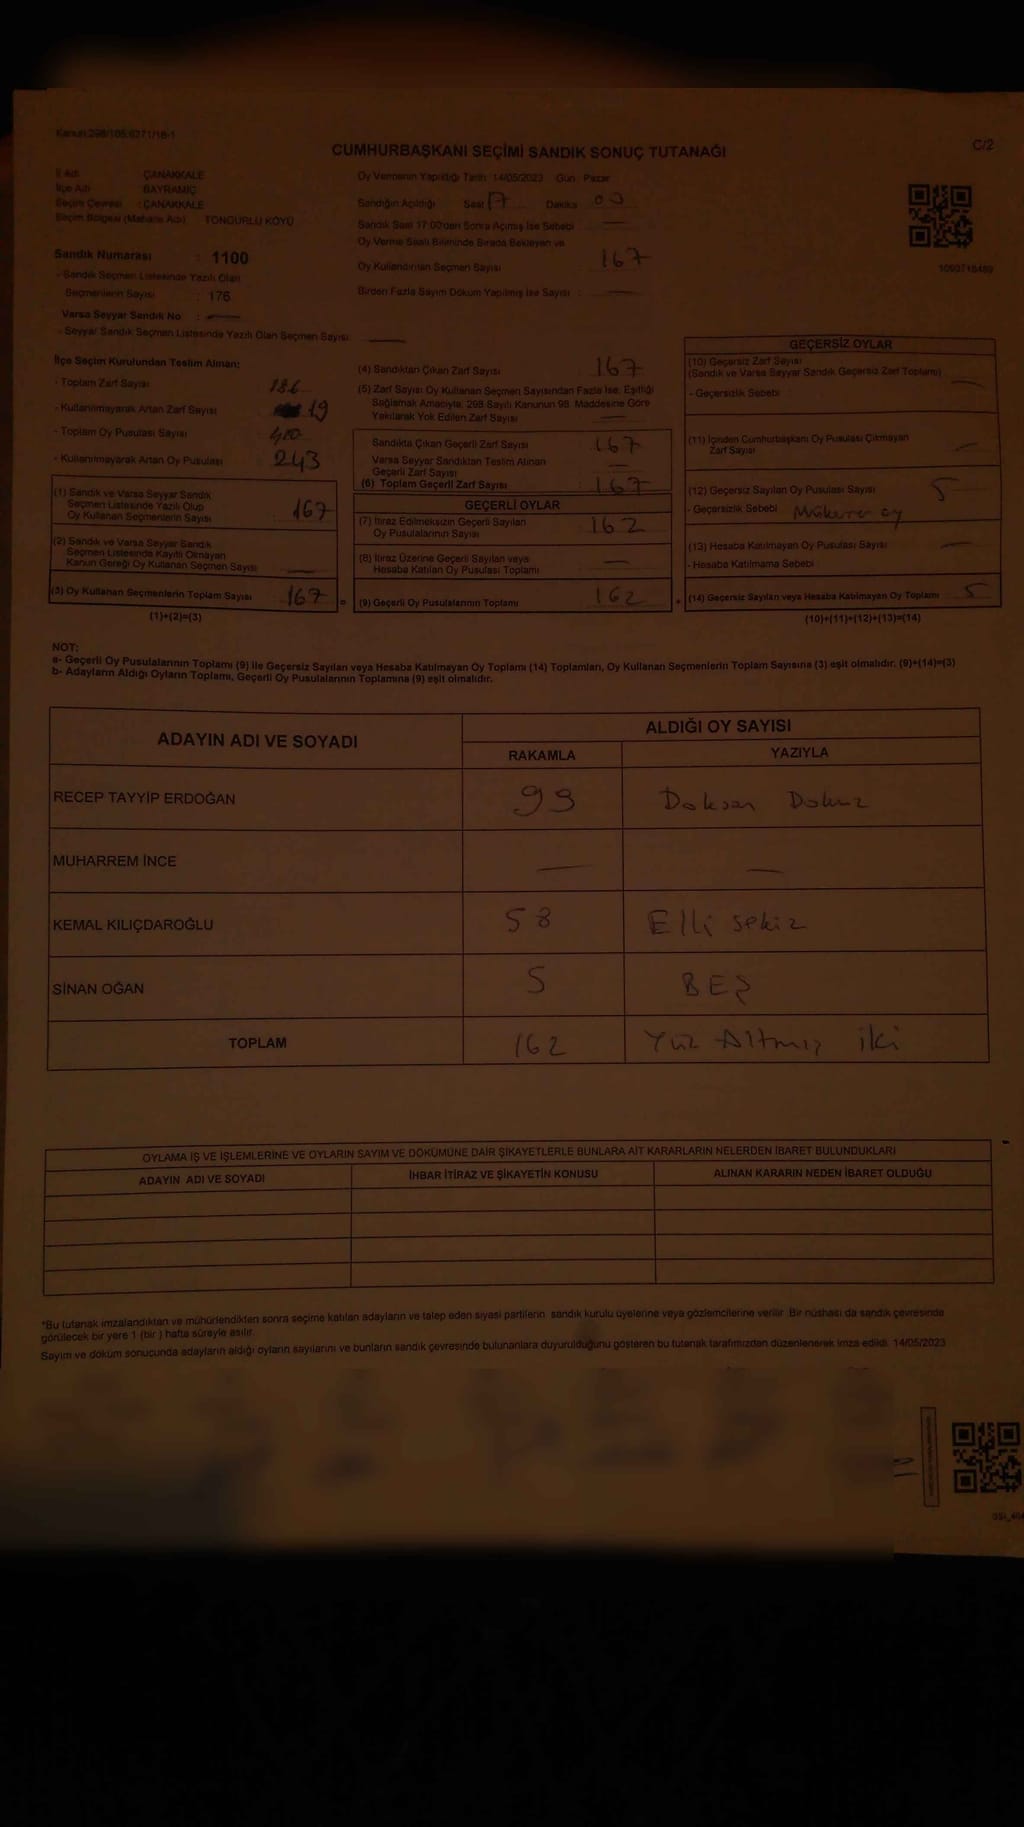 Kanun:298/105,6271/18-1
CUMHURBAŞKANI SEÇİMİ SANDIK SONUÇ TUTANAĞI
C/2
İl Adı : ÇANAKKALE
İlçe Adı : BAYRAMİÇ
Seçim Çevresi : ÇANAKKALE
Seçim Bölgesi (Mahalle Adı) : TONGURLU KÖYÜ
Sandık Numarası : 1100
- Sandık Seçmen Listesinde Yazılı Olan
Seçmenlerin Sayısı : 176
Varsa Seyyar Sandık No : —
- Seyyar Sandık Seçmen Listesinde Yazılı Olan Seçmen Sayısı: —
Oy Vermenin Yapıldığı Tarih: 14/05/2023 Gün: Pazar
Sandığın Açıldığı Saat 17 Dakika 00
Sandık Saat 17:00'den Sonra Açılmış İse Sebebi : —
Oy Verme Saati Bitiminde Sırada Bekleyen ve
Oy Kullandırılan Seçmen Sayısı 167
Birden Fazla Sayım Döküm Yapılmış İse Sayısı : —
İlçe Seçim Kurulundan Teslim Alınan:
- Toplam Zarf Sayısı 186
- Kullanılmayarak Artan Zarf Sayısı 19
- Toplam Oy Pusulası Sayısı 410
- Kullanılmayarak Artan Oy Pusulası 243
(1) Sandık ve Varsa Seyyar Sandık
Seçmen Listesinde Yazılı Olup
Oy Kullanan Seçmenlerin Sayısı : 167
(2) Sandık ve Varsa Seyyar Sandık
Seçmen Listesinde Kayıtlı Olmayan
Kanun Gereği Oy Kullanan Seçmen Sayısı : —
(3) Oy Kullanan Seçmenlerin Toplam Sayısı : 167
(1)+(2)=(3)
(4) Sandıktan Çıkan Zarf Sayısı 167
(5) Zarf Sayısı Oy Kullanan Seçmen Sayısından Fazla İse, Eşitliği
Sağlamak Amacıyla, 298 Sayılı Kanunun 98. Maddesine Göre
Yakılarak Yok Edilen Zarf Sayısı : —
Sandıkta Çıkan Geçerli Zarf Sayısı : 167
Varsa Seyyar Sandıktan Teslim Alınan
Geçerli Zarf Sayısı : —
(6) Toplam Geçerli Zarf Sayısı : 167
GEÇERLİ OYLAR
(7) İtiraz Edilmeksizin Geçerli Sayılan
Oy Pusulalarının Sayısı : 162
(8) İtiraz Üzerine Geçerli Sayılan veya
Hesaba Katılan Oy Pusulası Toplamı : —
= (9) Geçerli Oy Pusulalarının Toplamı : 162 +
1090718489
GEÇERSİZ OYLAR
(10) Geçersiz Zarf Sayısı
(Sandık ve Varsa Seyyar Sandık Geçersiz Zarf Toplamı) —
- Geçersizlik Sebebi :
(11) İçinden Cumhurbaşkanı Oy Pusulası Çıkmayan
Zarf Sayısı : —
(12) Geçersiz Sayılan Oy Pusulası Sayısı : 5
- Geçersizlik Sebebi : Mükerer oy
(13) Hesaba Katılmayan Oy Pusulası Sayısı : —
- Hesaba Katılmama Sebebi :
(14) Geçersiz Sayılan veya Hesaba Katılmayan Oy Toplamı : 5
(10)+(11)+(12)+(13)=(14)
NOT:
a- Geçerli Oy Pusulalarının Toplamı (9) ile Geçersiz Sayılan veya Hesaba Katılmayan Oy Toplamı (14) Toplamları, Oy Kullanan Seçmenlerin Toplam Sayısına (3) eşit olmalıdır. (9)+(14)=(3)
b- Adayların Aldığı Oyların Toplamı, Geçerli Oy Pusulalarının Toplamına (9) eşit olmalıdır.
ADAYIN ADI VE SOYADI ALDIĞI OY SAYISI
RAKAMLA YAZIYLA
RECEP TAYYİP ERDOĞAN 99 Doksan Dokuz
MUHARREM İNCE — —
KEMAL KILIÇDAROĞLU 58 Elli sekiz
SİNAN OĞAN 5 BEŞ
TOPLAM 162 Yüz Altmış iki
OYLAMA İŞ VE İŞLEMLERİNE VE OYLARIN SAYIM VE DÖKÜMÜNE DAİR ŞİKAYETLERLE BUNLARA AİT KARARLARIN NELERDEN İBARET BULUNDUKLARI
ADAYIN ADI VE SOYADI İHBAR İTİRAZ VE ŞİKAYETİN KONUSU ALINAN KARARIN NEDEN İBARET OLDUĞU
*Bu tutanak imzalandıktan ve mühürlendikten sonra seçime katılan adayların ve talep eden siyasi partilerin sandık kurulu üyelerine veya gözlemcilerine verilir. Bir nüshası da sandık çevresinde
görülecek bir yere 1 (bir) hafta süreyle asılır.
Sayım ve döküm sonucunda adayların aldığı oyların sayılarını ve bunların sandık çevresinde bulunanlara duyurulduğunu gösteren bu tutanak tarafımızdan düzenlenerek imza edildi. 14/05/2023